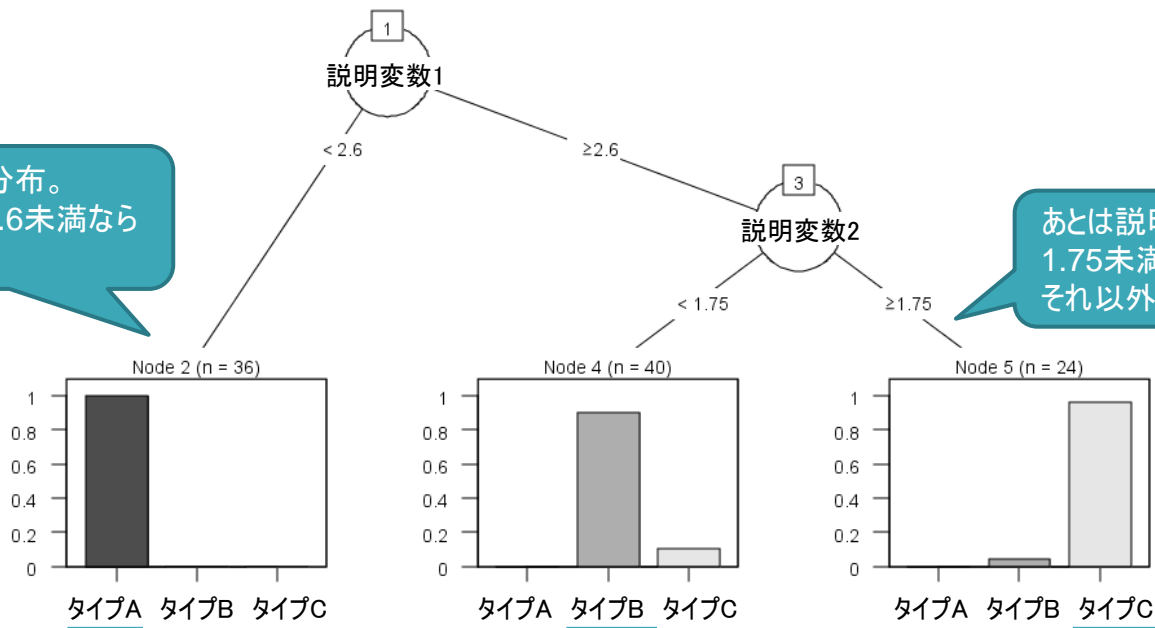 1
説明変数1
< 2.6
≥2.6
分布。
.6未満なら
3
説明変数2
あとは説明
1.75未満
それ以外
< 1.75
≥1.75
Node 2 (n = 36)
1
0.8
0.6
0.4
0.2
0
タイプA タイプB タイプC
Node 4 (n = 40)
1
0.8
0.6
0.4
0.2
0
タイプA タイプB タイプC
Node 5 (n = 24)
1
0.8
0.6
0.4
0.2
0
タイプA タイプB タイプC